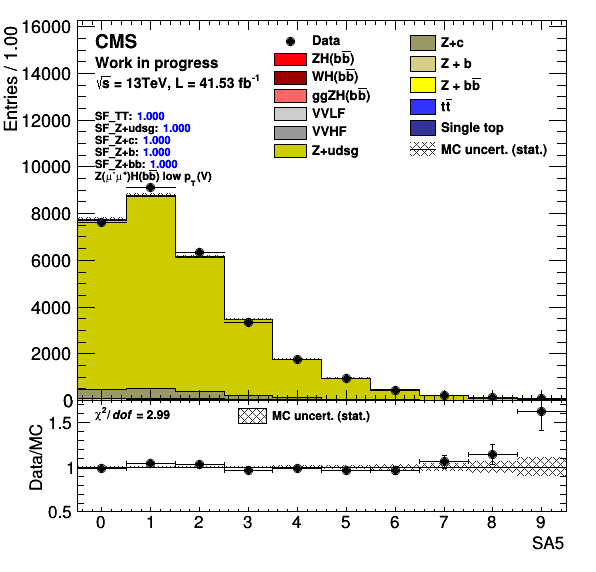 CMS
Work in progress
√s = 13TeV, L = 41.53 fb⁻¹
SF_TT: 1.000
SF_Z+udsg: 1.000
SF_Z+c: 1.000
SF_Z+b: 1.000
SF_Z+bb: 1.000
Z(μ⁻μ⁺)H(bb̅) low p_T(V)
Data
ZH(bb̅)
WH(bb̅)
ggZH(bb̅)
VVLF
VVHF
Z+udsg
Z+c
Z + b
Z + bb̅
tt̅
Single top
MC uncert. (stat.)
Entries / 1.00
16000
14000
12000
10000
8000
6000
4000
2000
0
χ²/dof = 2.99
MC uncert. (stat.)
Data/MC
1.5
1
0.5
0 1 2 3 4 5 6 7 8 9
SA5